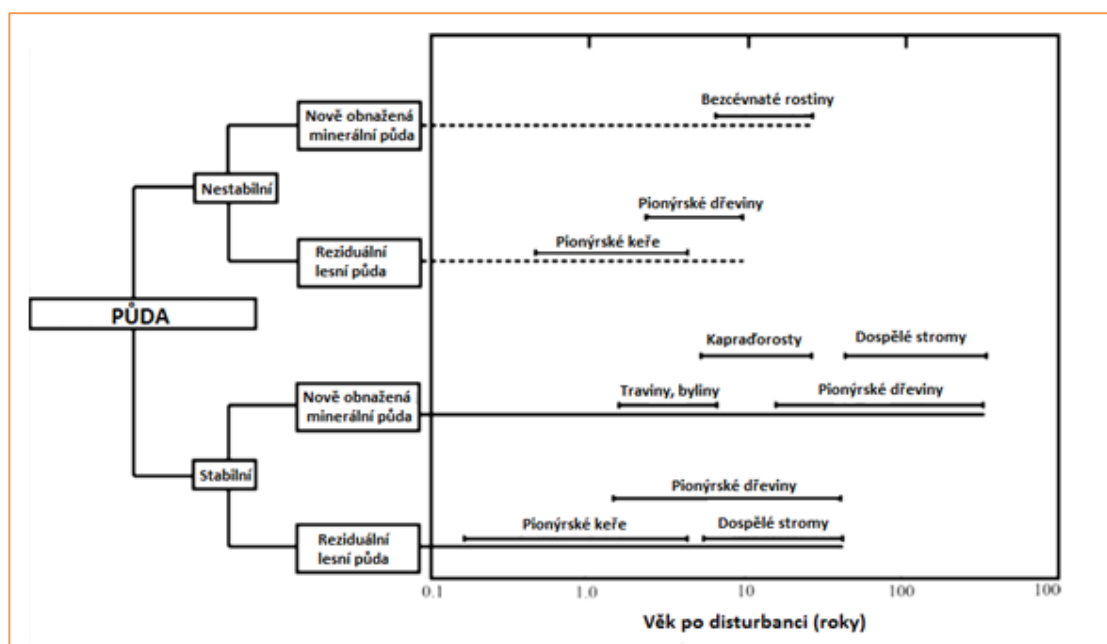 Bezcévnaté rostiny
Nově obnažená
minerální půda
Nestabilní
Pionýrské dřeviny
Pionýrské keře
Reziduální
lesní půda
PŮDA
Kapraďorosty
Dospělé stromy
Nově obnažená
minerální půda
Traviny, byliny
Pionýrské dřeviny
Stabilní
Pionýrské dřeviny
Pionýrské keře
Dospělé stromy
Reziduální
lesní půda
0.1
1.0
10
100
100
Věk po disturbanci (roky)